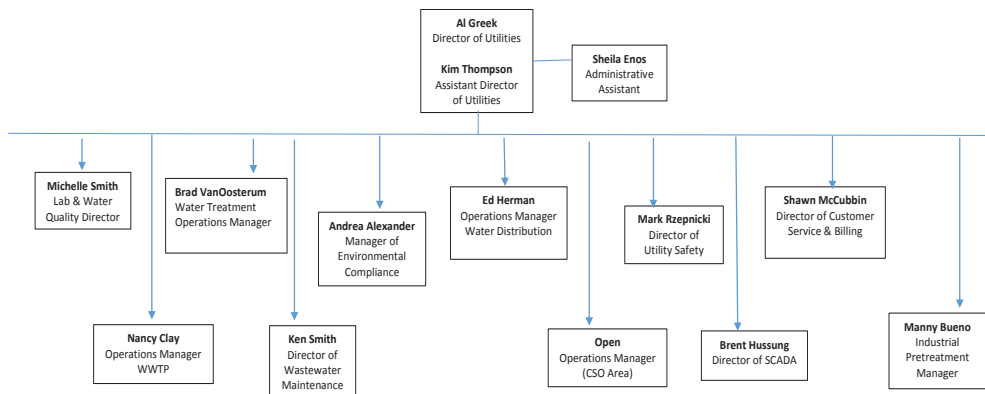 Al Greek
Director of Utilities
Kim Thompson
Assistant Director
of Utilities
Sheila Enos
Administrative
Assistant
Michelle Smith
Lab & Water
Quality Director
Brad VanOosterum
Water Treatment
Operations Manager
Andrea Alexander
Manager of
Environmental
Compliance
Ed Herman
Operations Manager
Water Distribution
Mark Rzepnicki
Director of
Utility Safety
Shawn McCubbin
Director of Customer
Service & Billing
Nancy Clay
Operations Manager
WWTP
Ken Smith
Director of
Wastewater
Maintenance
Open
Operations Manager
(CSO Area)
Brent Hussung
Director of SCADA
Manny Bueno
Industrial
Pretreatment
Manager